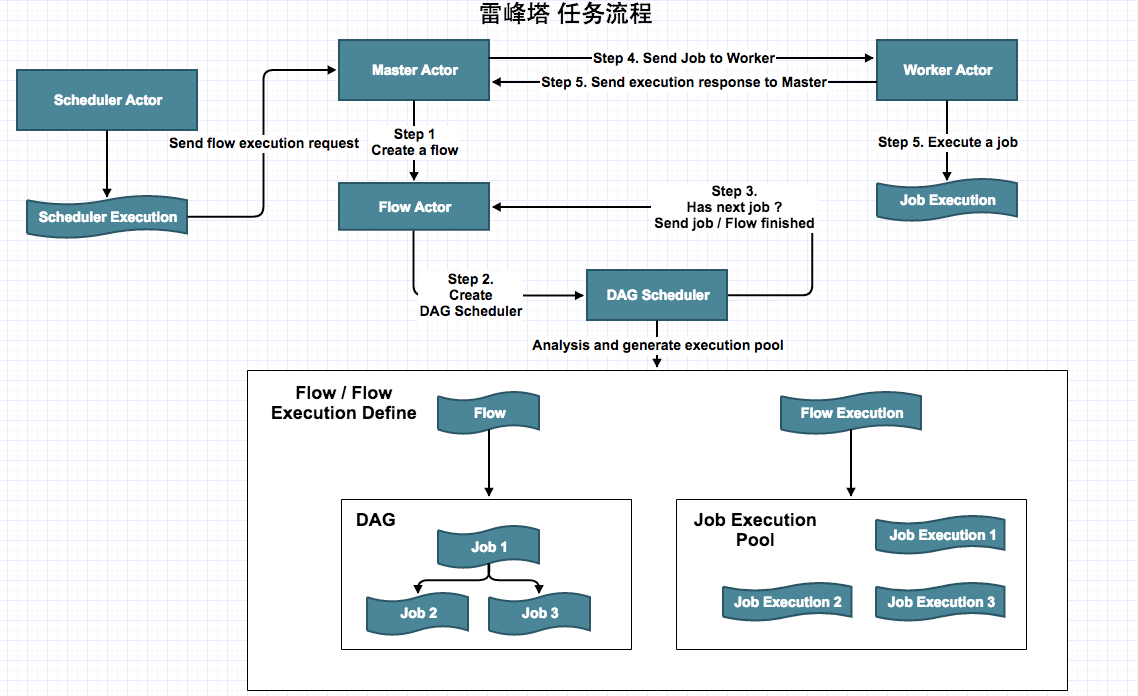 雷峰塔 任务流程
Scheduler Actor
Send flow execution request
Scheduler Execution
Master Actor
Step 4. Send Job to Worker
Step 5. Send execution response to Master
Worker Actor
Step 1
Create a flow
Step 5. Execute a job
Job Execution
Flow Actor
Step 3.
Has next job ?
Send job / Flow finished
Step 2.
Create
DAG Scheduler
DAG Scheduler
Analysis and generate execution pool
Flow / Flow
Execution Define
Flow
Flow Execution
DAG
Job 1
Job 2
Job 3
Job Execution
Pool
Job Execution 1
Job Execution 2
Job Execution 3